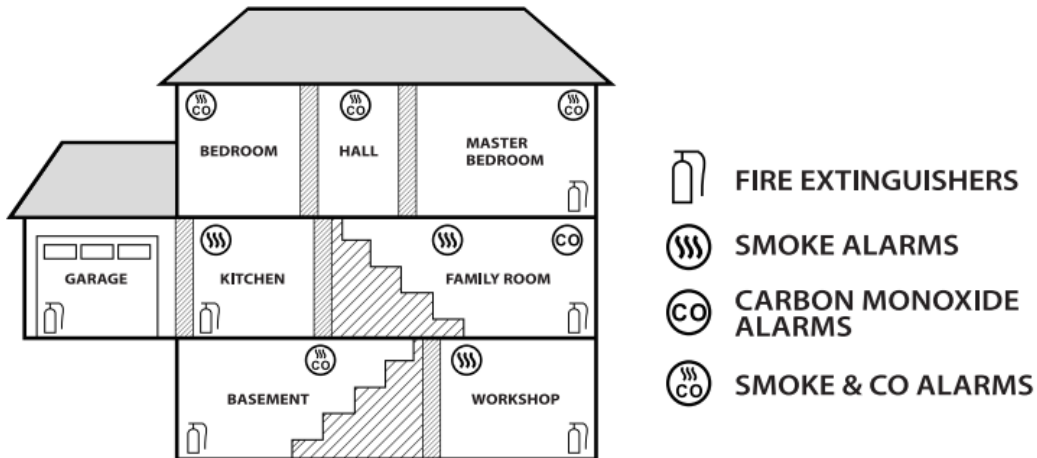 CO
CO
CO
BEDROOM
HALL
MASTER
BEDROOM
CO
GARAGE
KITCHEN
FAMILY ROOM
CO
BASEMENT
WORKSHOP
FIRE EXTINGUISHERS
SMOKE ALARMS
CO
CARBON MONOXIDE
ALARMS
CO
SMOKE & CO ALARMS